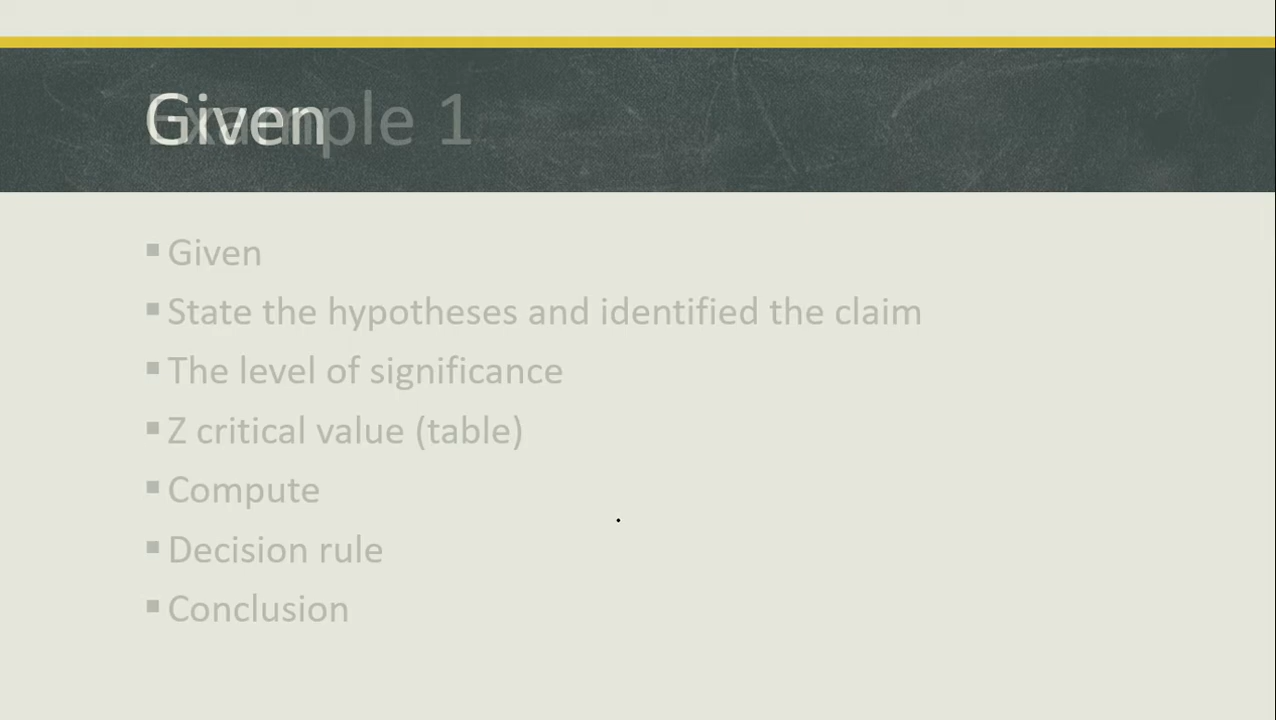 Given
Example 1
Given
State the hypotheses and identified the claim
The level of significance
Z critical value (table)
Compute
Decision rule
Conclusion